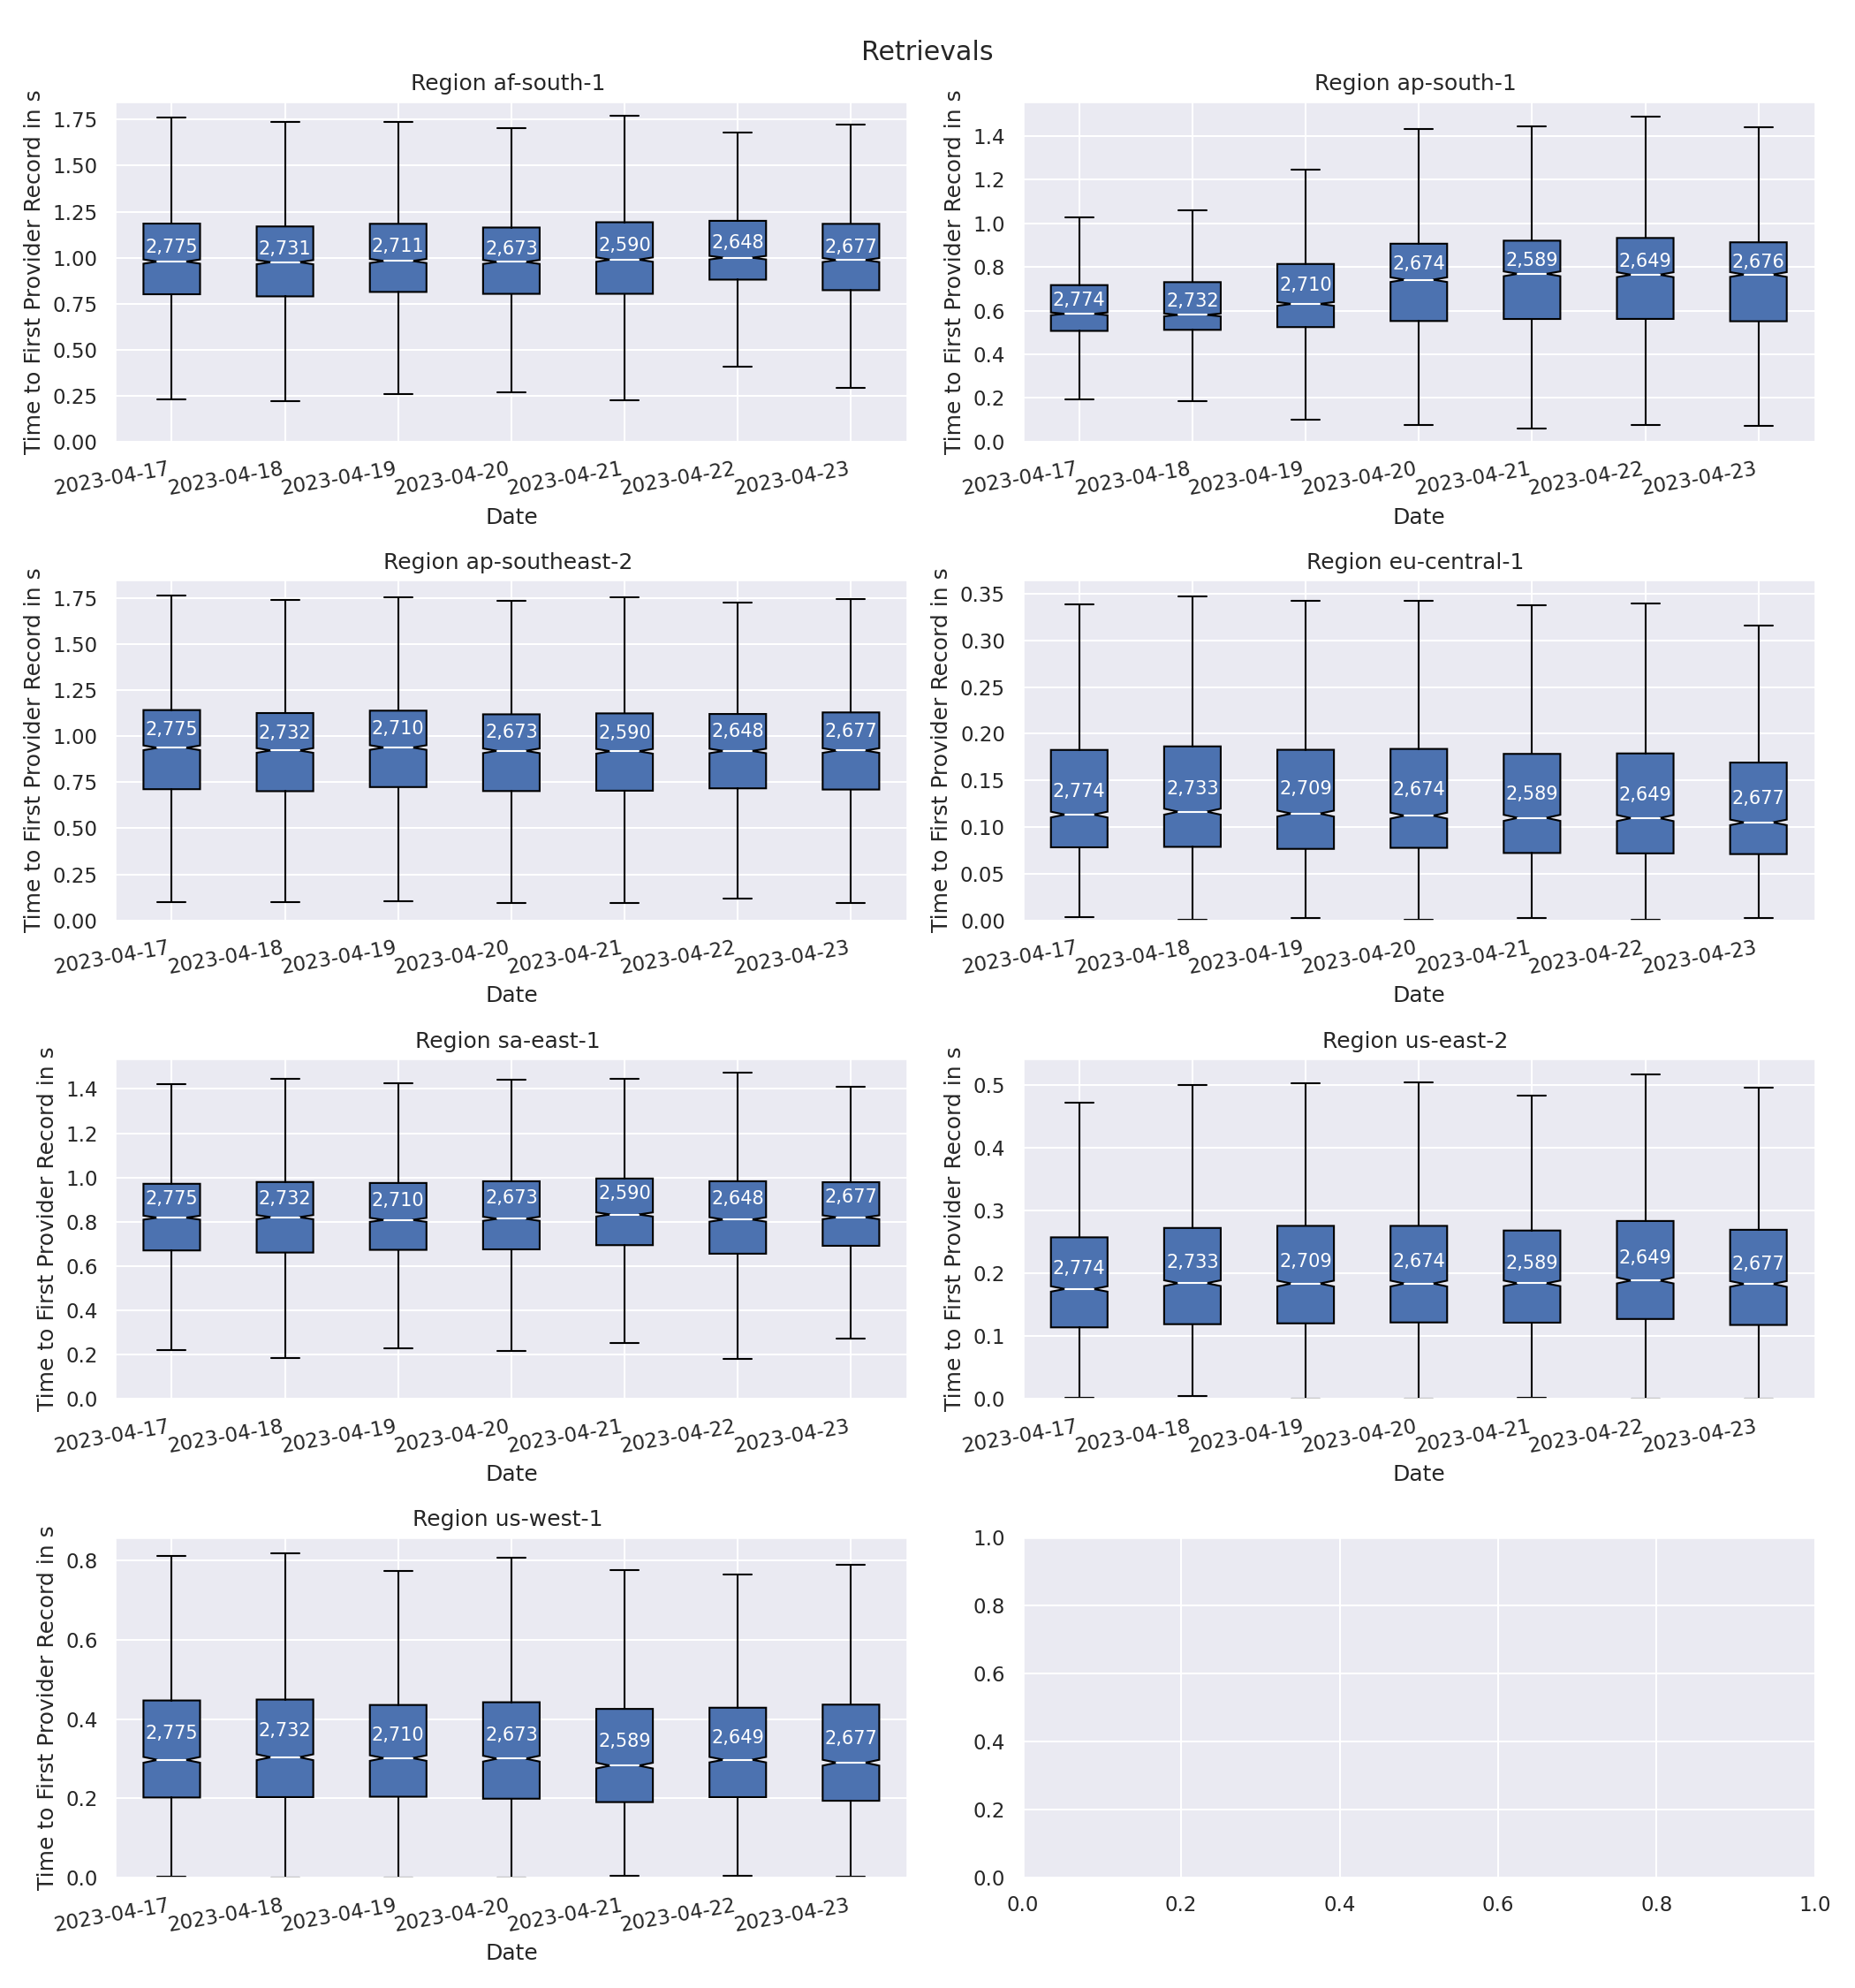 Retrievals
Region af-south-1
Time to First Provider Record in s
1.75
1.50
1.25
1.00
0.75
0.50
0.25
0.00
2,775 2,731 2,711 2,673 2,590 2,648 2,677
2023-04-17 2023-04-18 2023-04-19 2023-04-20 2023-04-21 2023-04-22 2023-04-23
Date
Region ap-south-1
Time to First Provider Record in s
1.4
1.2
1.0
0.8
0.6
0.4
0.2
0.0
2,774 2,732 2,710 2,674 2,589 2,649 2,676
2023-04-17 2023-04-18 2023-04-19 2023-04-20 2023-04-21 2023-04-22 2023-04-23
Date
Region ap-southeast-2
Time to First Provider Record in s
1.75
1.50
1.25
1.00
0.75
0.50
0.25
0.00
2,775 2,732 2,710 2,673 2,590 2,648 2,677
2023-04-17 2023-04-18 2023-04-19 2023-04-20 2023-04-21 2023-04-22 2023-04-23
Date
Region eu-central-1
Time to First Provider Record in s
0.35
0.30
0.25
0.20
0.15
0.10
0.05
0.00
2,774 2,733 2,709 2,674 2,589 2,649 2,677
2023-04-17 2023-04-18 2023-04-19 2023-04-20 2023-04-21 2023-04-22 2023-04-23
Date
Region sa-east-1
Time to First Provider Record in s
1.4
1.2
1.0
0.8
0.6
0.4
0.2
0.0
2,775 2,732 2,710 2,673 2,590 2,648 2,677
2023-04-17 2023-04-18 2023-04-19 2023-04-20 2023-04-21 2023-04-22 2023-04-23
Date
Region us-east-2
Time to First Provider Record in s
0.5
0.4
0.3
0.2
0.1
0.0
2,774 2,733 2,709 2,674 2,589 2,649 2,677
2023-04-17 2023-04-18 2023-04-19 2023-04-20 2023-04-21 2023-04-22 2023-04-23
Date
Region us-west-1
Time to First Provider Record in s
0.8
0.6
0.4
0.2
0.0
2,775 2,732 2,710 2,673 2,589 2,649 2,677
2023-04-17 2023-04-18 2023-04-19 2023-04-20 2023-04-21 2023-04-22 2023-04-23
Date
1.0
0.8
0.6
0.4
0.2
0.0
0.0 0.2 0.4 0.6 0.8 1.0